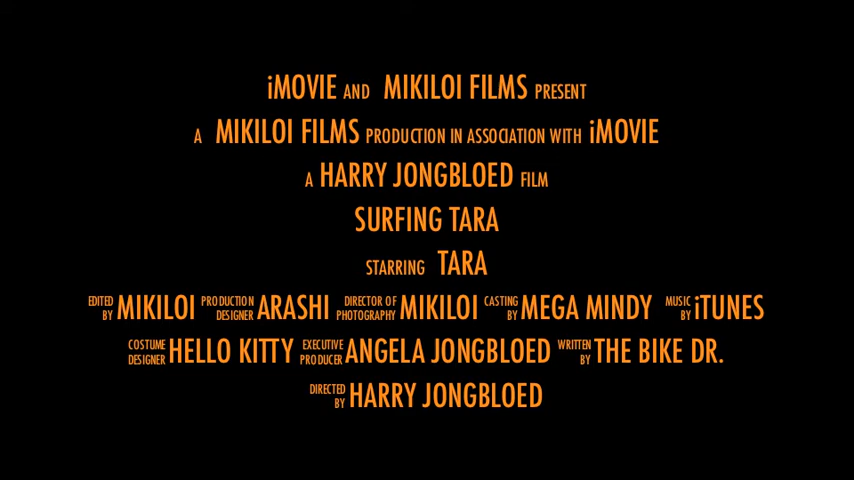 iMOVIE AND MIKILOI FILMS PRESENT
A MIKILOI FILMS PRODUCTION IN ASSOCIATION WITH iMOVIE
A HARRY JONGBLOED FILM
SURFING TARA
STARRING TARA
EDITED BY MIKILOI PRODUCTION DESIGNER ARASHI DIRECTOR OF PHOTOGRAPHY MIKILOI CASTING BY MEGA MINDY MUSIC BY iTUNES
COSTUME DESIGNER HELLO KITTY EXECUTIVE PRODUCER ANGELA JONGBLOED WRITTEN BY THE BIKE DR.
DIRECTED BY HARRY JONGBLOED